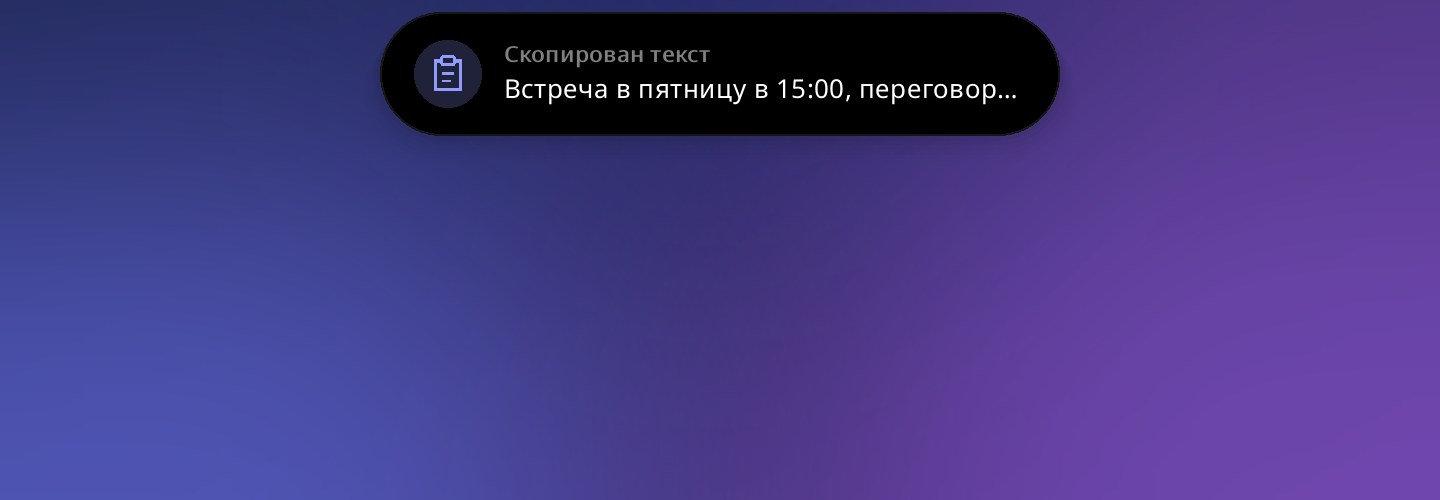 Скопирован текст
Встреча в пятницу в 15:00, переговор...